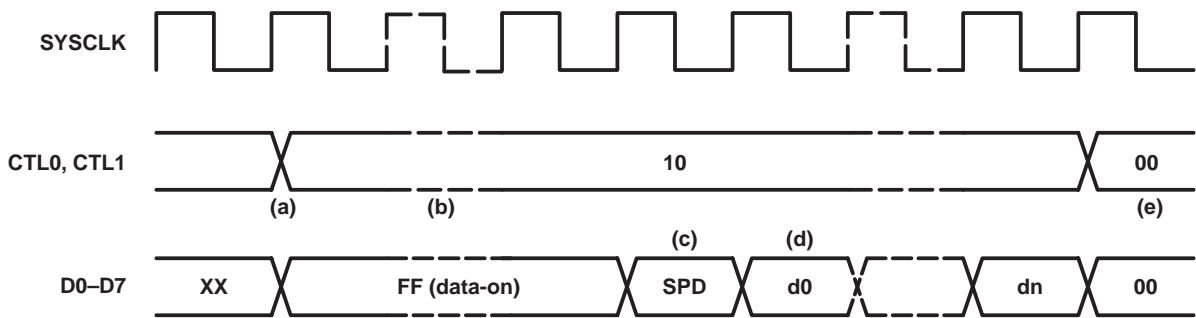 SYSCLK
CTL0, CTL1
10
00
(a)
(b)
(e)
(c)
(d)
D0–D7
XX
FF (data-on)
SPD
d0
dn
00